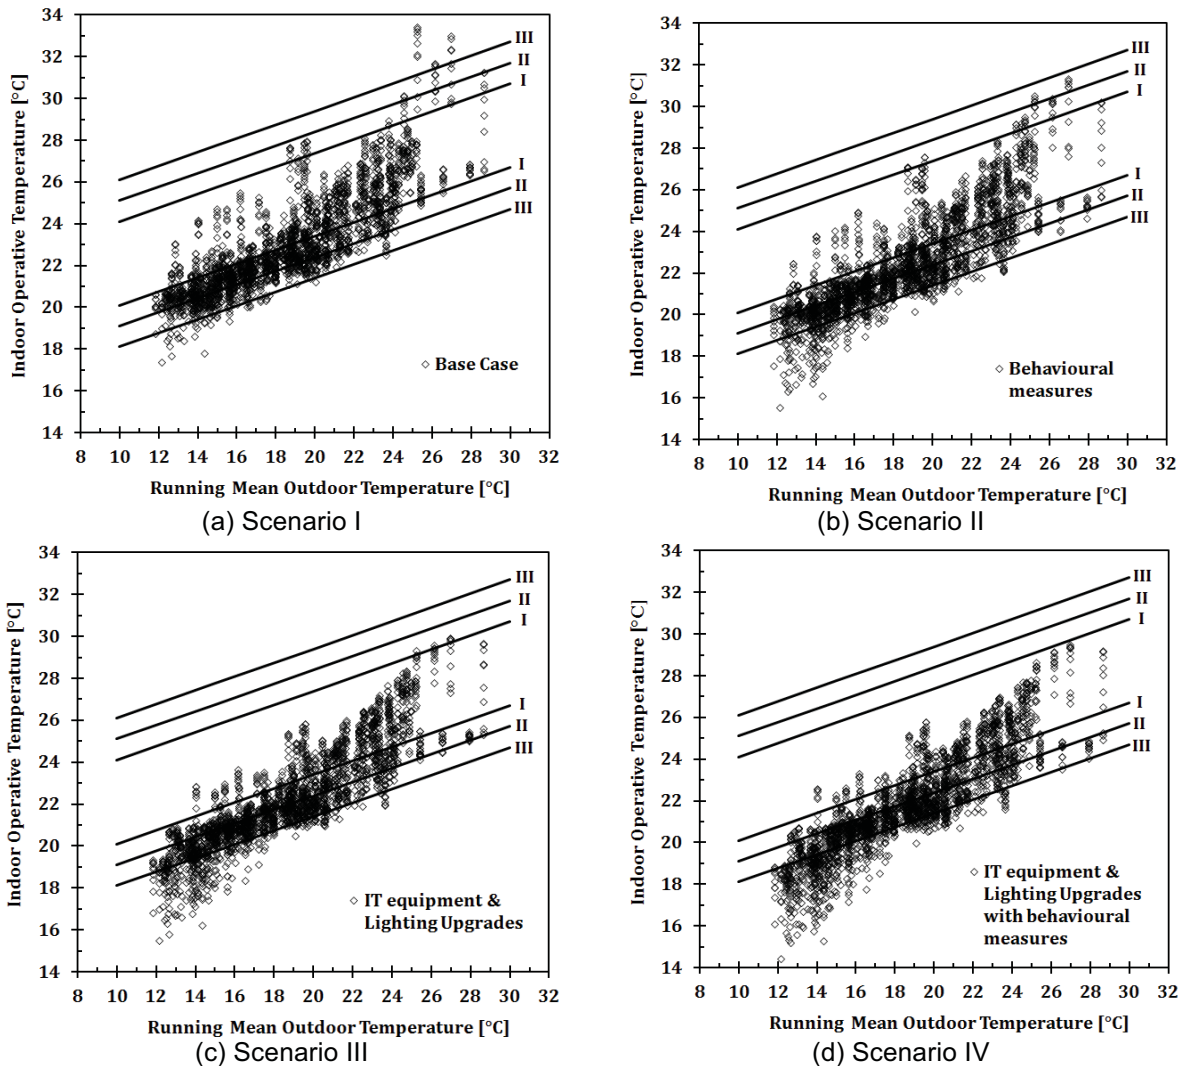 34
32
30
28
26
24
22
20
18
16
14
Indoor Operative Temperature [°C]
III
II
I
I
II
III
Base Case
8 10 12 14 16 18 20 22 24 26 28 30 32
Running Mean Outdoor Temperature [°C]
(a) Scenario I
34
32
30
28
26
24
22
20
18
16
14
Indoor Operative Temperature [°C]
III
II
I
I
II
III
Behavioural
measures
8 10 12 14 16 18 20 22 24 26 28 30 32
Running Mean Outdoor Temperature [°C]
(b) Scenario II
34
32
30
28
26
24
22
20
18
16
14
Indoor Operative Temperature [°C]
III
II
I
I
II
III
IT equipment &
Lighting Upgrades
8 10 12 14 16 18 20 22 24 26 28 30 32
Running Mean Outdoor Temperature [°C]
(c) Scenario III
34
32
30
28
26
24
22
20
18
16
14
Indoor Operative Temperature [°C]
III
II
I
I
II
III
IT equipment &
Lighting Upgrades
with behavioural
measures
8 10 12 14 16 18 20 22 24 26 28 30 32
Running Mean Outdoor Temperature [°C]
(d) Scenario IV